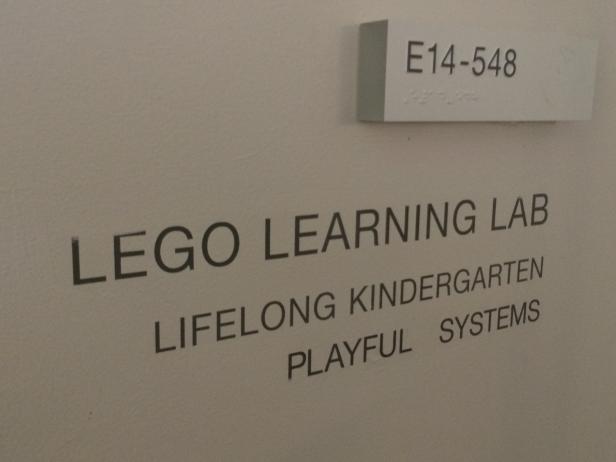 E14-548
LEGO LEARNING LAB
LIFELONG KINDERGARTEN
PLAYFUL SYSTEMS